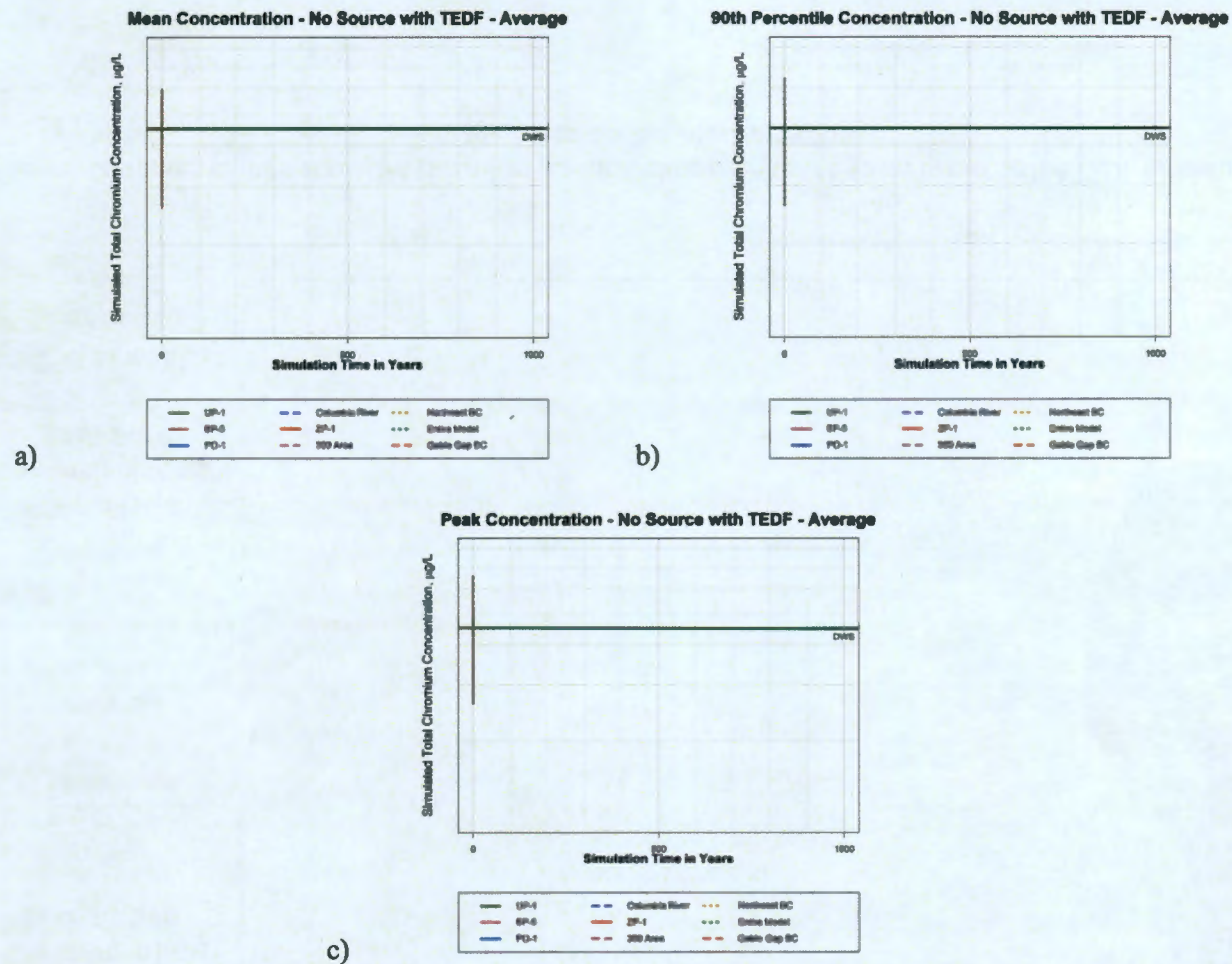 Mean Concentration - No Source with TEDF - Average
Simulated Total Chromium Concentration, µg/L
DWS
0 500 1000
Simulation Time in Years
UP-1 Columbia River Northeast BC
BP-5 ZP-1 Entire Model
PO-1 300 Area Gable Gap BC
a)
90th Percentile Concentration - No Source with TEDF - Average
Simulated Total Chromium Concentration, µg/L
DWS
0 500 1000
Simulation Time in Years
UP-1 Columbia River Northeast BC
BP-5 ZP-1 Entire Model
PO-1 300 Area Gable Gap BC
b)
Peak Concentration - No Source with TEDF - Average
Simulated Total Chromium Concentration, µg/L
DWS
0 500 1000
Simulation Time in Years
UP-1 Columbia River Northeast BC
BP-5 ZP-1 Entire Model
PO-1 300 Area Gable Gap BC
c)